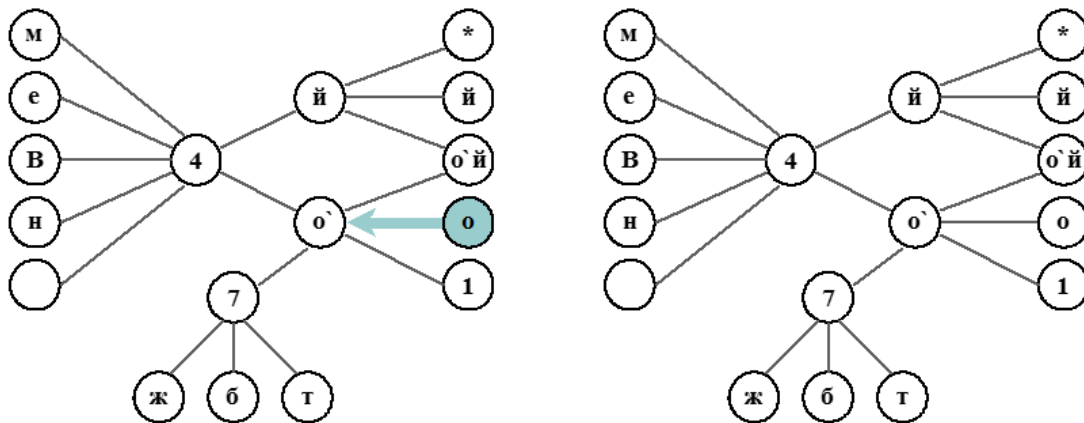 м * м *
е й й е й й
В 4 о`й В 4 о`й
н о` о н о` о
7 1 7 1
ж б т ж б т